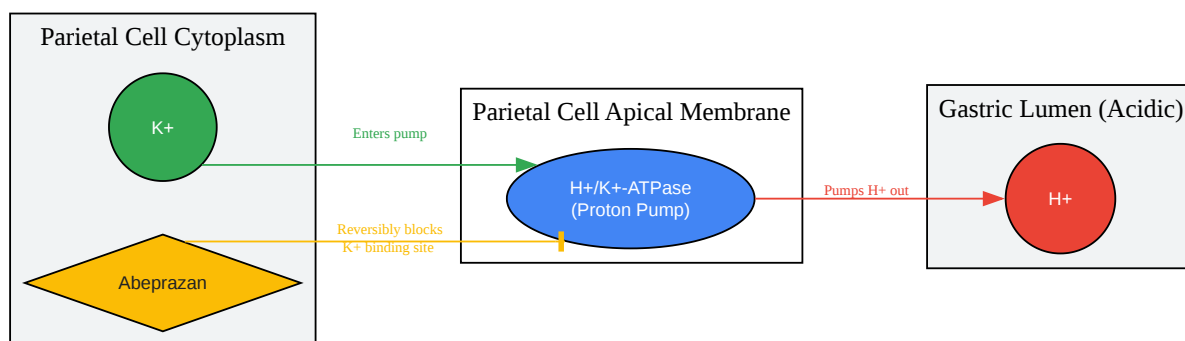 Parietal Cell Cytoplasm
K+
Enters pump
Abeprazan
Reversibly blocks
K+ binding site
Parietal Cell Apical Membrane
H+/K+-ATPase
(Proton Pump)
Pumps H+ out
Gastric Lumen (Acidic)
H+